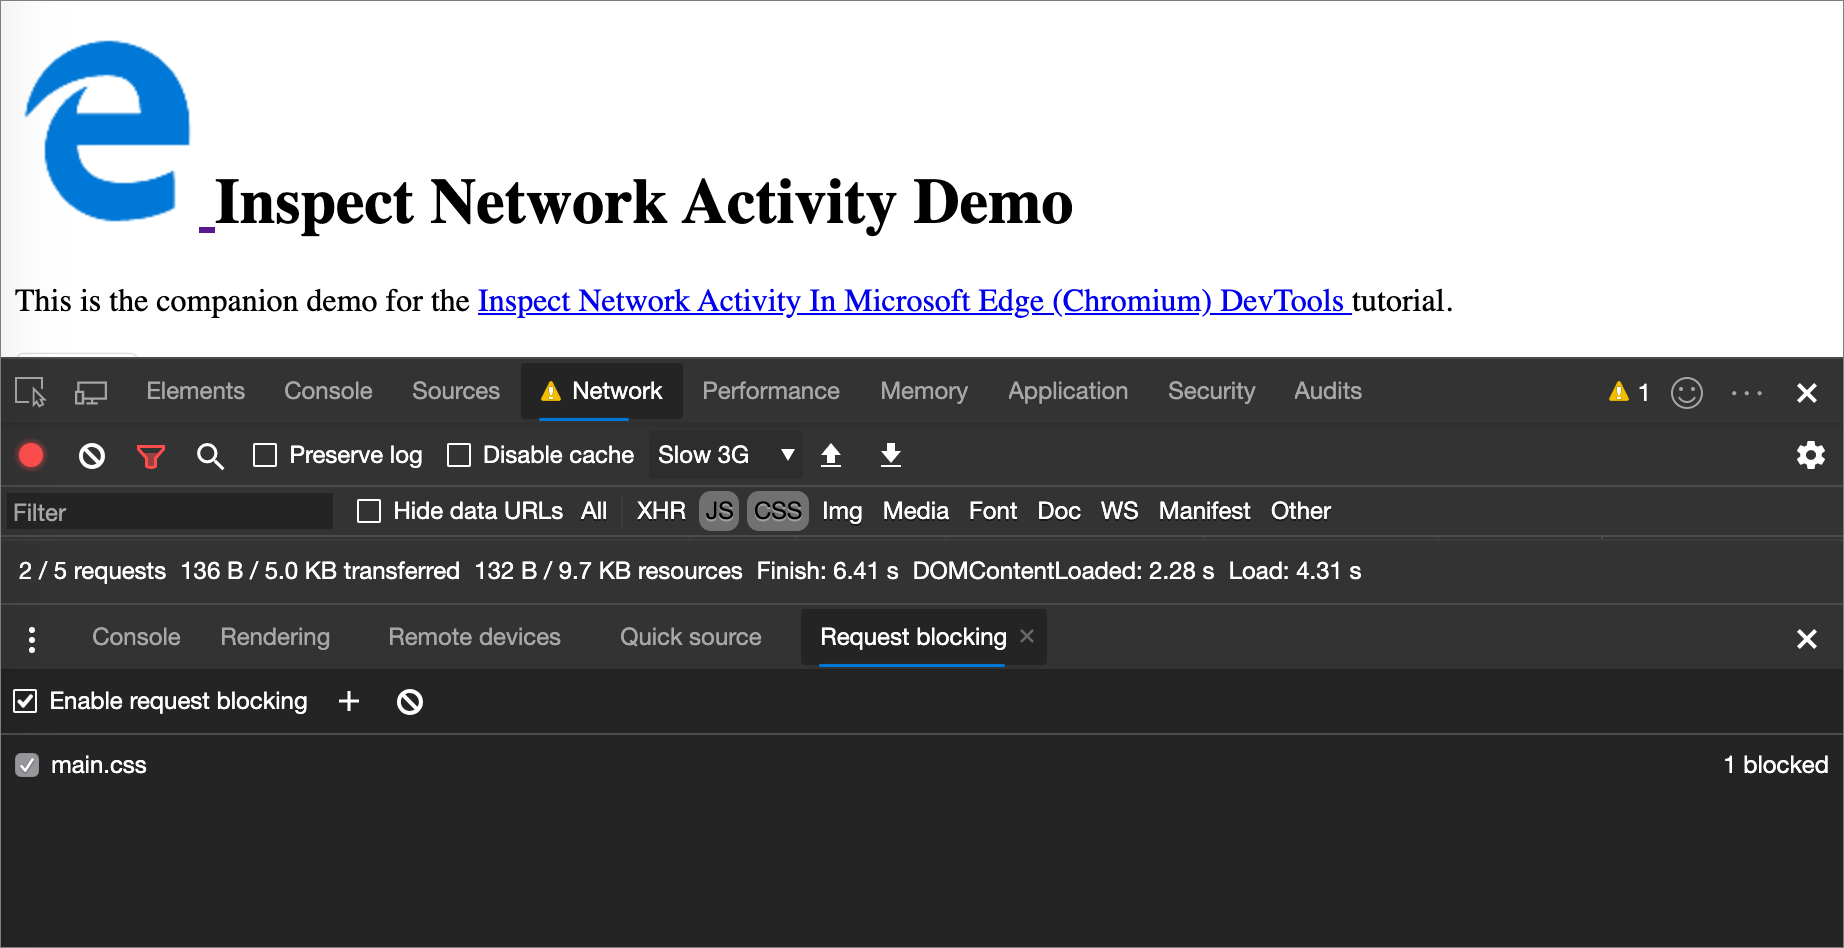 Inspect Network Activity Demo
This is the companion demo for the Inspect Network Activity In Microsoft Edge (Chromium) DevTools tutorial.
Elements Console Sources Network Performance Memory Application Security Audits 1
Preserve log Disable cache Slow 3G
Filter Hide data URLs All XHR JS CSS Img Media Font Doc WS Manifest Other
2 / 5 requests 136 B / 5.0 KB transferred 132 B / 9.7 KB resources Finish: 6.41 s DOMContentLoaded: 2.28 s Load: 4.31 s
Console Rendering Remote devices Quick source Request blocking
Enable request blocking
main.css 1 blocked